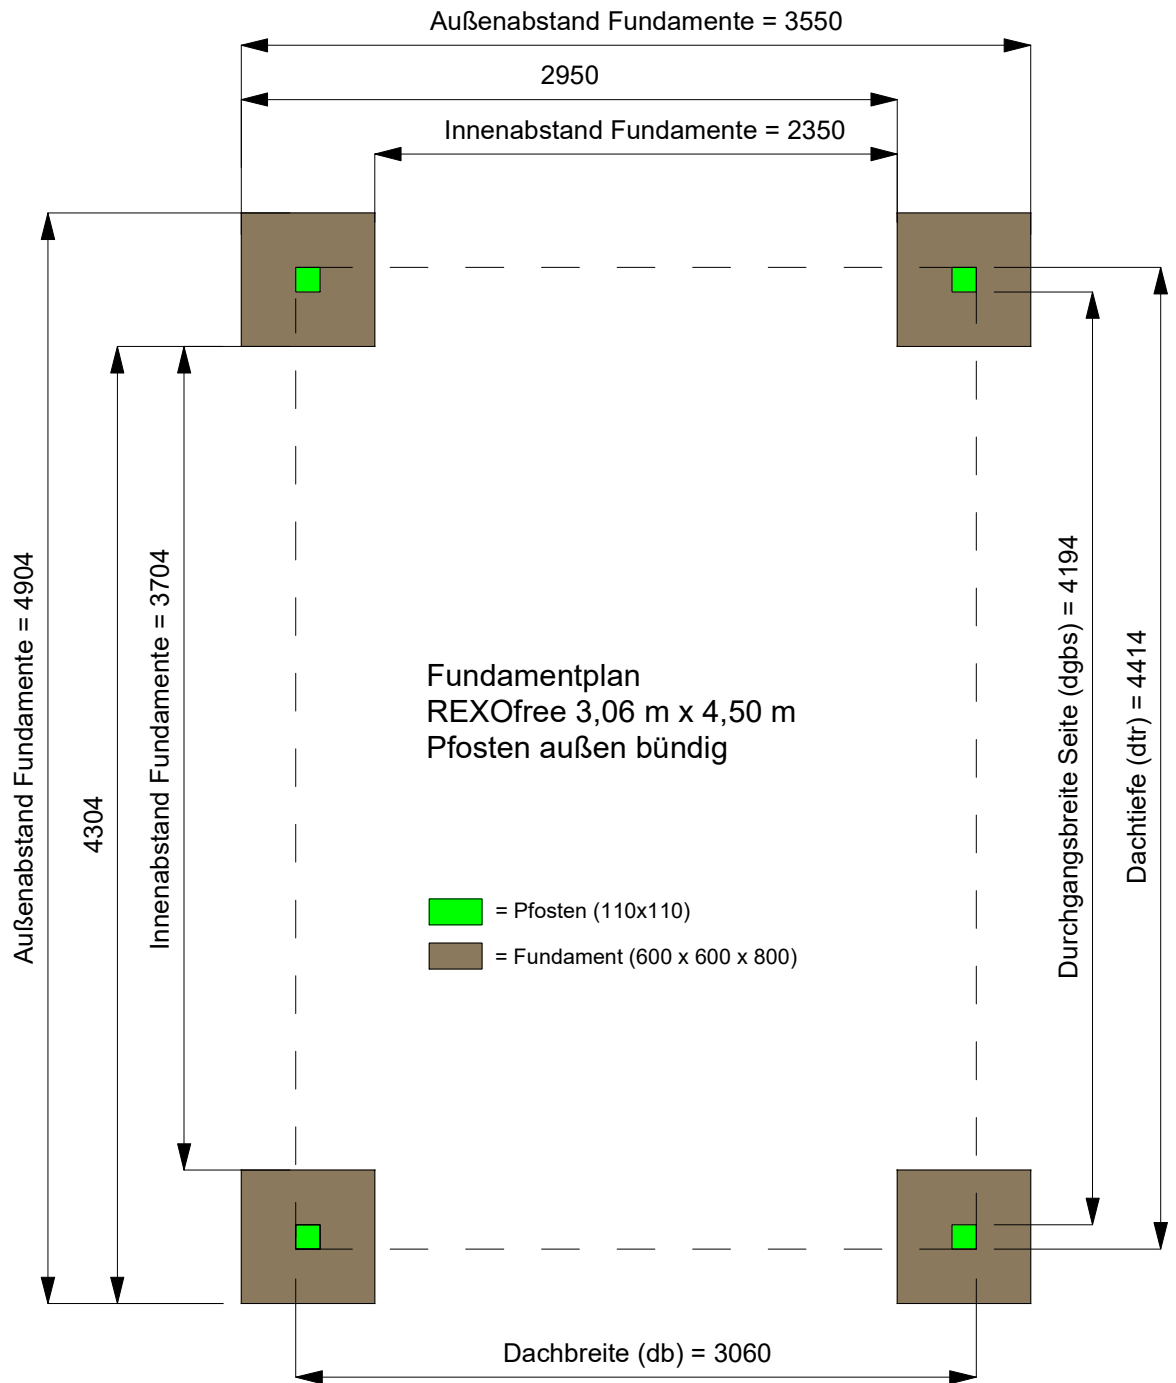 Außenabstand Fundamente = 3550
2950
Innenabstand Fundamente = 2350
Außenabstand Fundamente = 4904
4304
Innenabstand Fundamente = 3704
Fundamentplan
REXOfree 3,06 m x 4,50 m
Pfosten außen bündig
= Pfosten (110x110)
= Fundament (600 x 600 x 800)
Durchgangsbreite Seite (dgbs) = 4194
Dachtiefe (dtr) = 4414
Dachbreite (db) = 3060